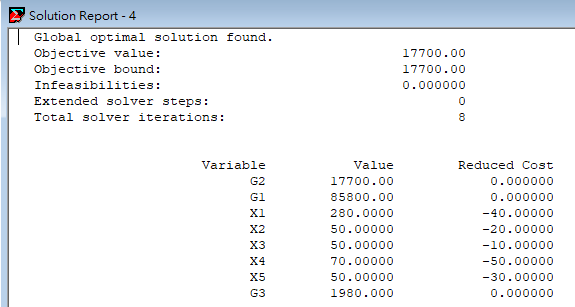 Solution Report - 4
Global optimal solution found.
Objective value: 17700.00
Objective bound: 17700.00
Infeasibilities: 0.000000
Extended solver steps: 0
Total solver iterations: 8
Variable Value Reduced Cost
G2 17700.00 0.000000
G1 85800.00 0.000000
X1 280.0000 -40.00000
X2 50.00000 -20.00000
X3 50.00000 -10.00000
X4 70.00000 -50.00000
X5 50.00000 -30.00000
G3 1980.000 0.000000